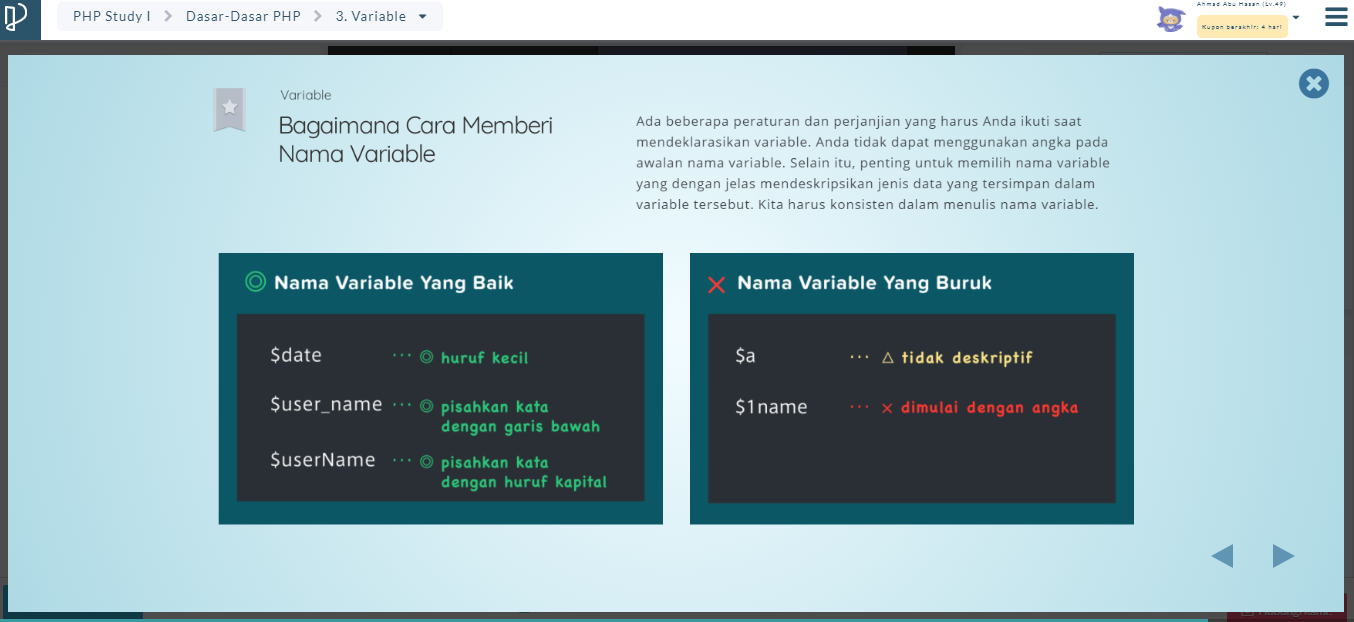 PHP Study I
Dasar-Dasar PHP
3. Variable
Ahmad Abu Hasan (Lv.49)
Kupon berakhir: 4 hari
Variable
Bagaimana Cara Memberi
Nama Variable
Ada beberapa peraturan dan perjanjian yang harus Anda ikuti saat
mendeklarasikan variable. Anda tidak dapat menggunakan angka pada
awalan nama variable. Selain itu, penting untuk memilih nama variable
yang dengan jelas mendeskripsikan jenis data yang tersimpan dalam
variable tersebut. Kita harus konsisten dalam menulis nama variable.
Nama Variable Yang Baik
$date ... ◎ huruf kecil
$user_name ... ◎ pisahkan kata
dengan garis bawah
$userName ... ◎ pisahkan kata
dengan huruf kapital
Nama Variable Yang Buruk
$a ... △ tidak deskriptif
$1name ... × dimulai dengan angka